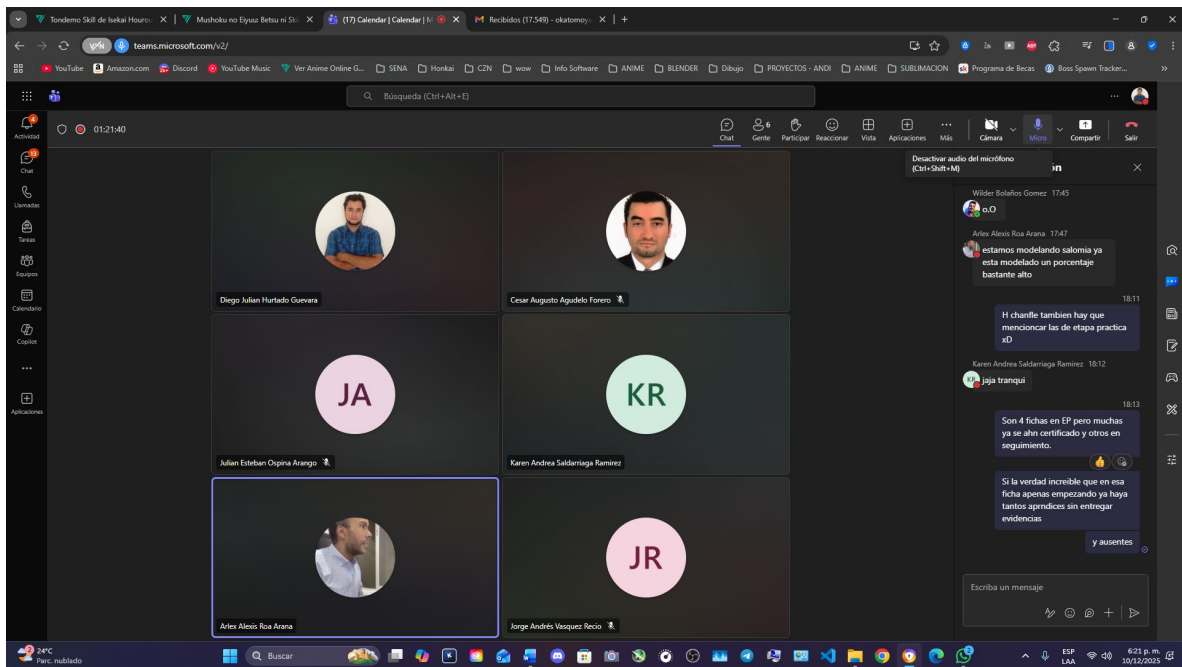 Tondemo Skill de Isekai Hourou
Mushoku no Eiyuu: Betsu ni Ski
(17) Calendar | Calendar | M
Recibidos (17.549) - okatomoy
VPN
teams.microsoft.com/v2/
YouTube
Amazon.com
Discord
YouTube Music
Ver Anime Online G...
SENA
Honkai
CZN
wow
Info Software
ANIME
BLENDER
Dibujo
PROYECTOS - ANDI
ANIME
SUBLIMACION
Programa de Becas
Boss Spawn Tracker...
Búsqueda (Ctrl+Alt+E)
4
Actividad
13
Chat
Llamadas
Tareas
Equipos
Calendario
Copilot
Aplicaciones
01:21:40
Chat
6
Gente
Participar
Reaccionar
Vista
Aplicaciones
Más
Cámara
Micro
Compartir
Salir
Desactivar audio del micrófono
(Ctrl+Shift+M)
Diego Julian Hurtado Guevara
Cesar Augusto Agudelo Forero
JA
Julian Esteban Ospina Arango
KR
Karen Andrea Saldarriaga Ramirez
Arlex Alexis Roa Arana
JR
Jorge Andrés Vasquez Recio
ón
Wilder Bolaños Gomez 17:45
o.O
Arlex Alexis Roa Arana 17:47
estamos modelando salomia ya
esta modelado un porcentaje
bastante alto
18:11
H chanfle tambien hay que
mencioncar las de etapa practica
xD
Karen Andrea Saldarriaga Ramirez 18:12
jaja tranqui
18:13
Son 4 fichas en EP pero muchas
ya se ahn certificado y otros en
seguimiento.
Si la verdad increible que en esa
ficha apenas empezando ya haya
tantos aprndices sin entregar
evidencias
y ausentes
Escriba un mensaje
24°C
Parc. nublado
Buscar
ESP
LAA
6:21 p. m.
10/12/2025